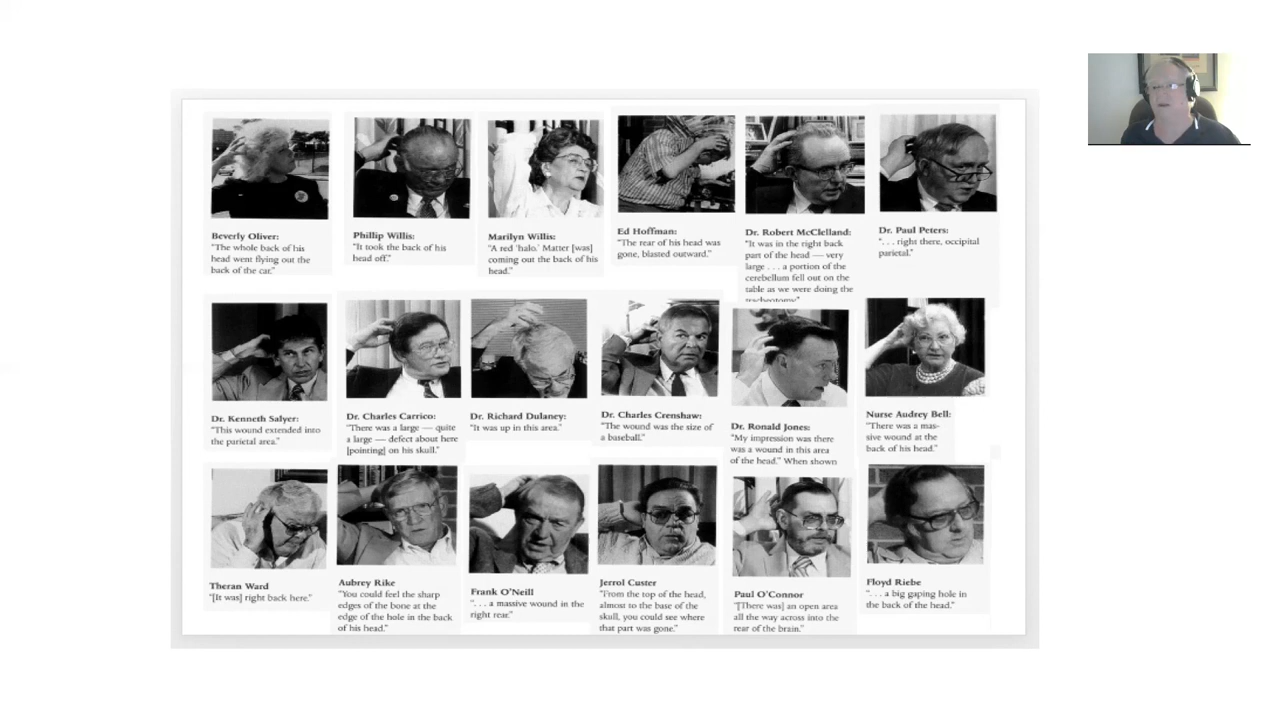 Beverly Oliver:
"The whole back of his
head went flying out the
back of the car."
Phillip Willis:
"It took the back of his
head off."
Marilyn Willis:
"A red 'halo.' Matter [was]
coming out the back of his
head."
Ed Hoffman:
"The rear of his head was
gone, blasted outward."
Dr. Robert McClelland:
"It was in the right back
part of the head — very
large . . . a portion of the
cerebellum fell out on the
table as we were doing the
tracheotomy"
Dr. Paul Peters:
". . . right there, occipital
parietal."
Dr. Kenneth Salyer:
"This wound extended into
the parietal area."
Dr. Charles Carrico:
"There was a large — quite
a large — defect about here
[pointing] on his skull."
Dr. Richard Dulaney:
"It was up in this area."
Dr. Charles Crenshaw:
"The wound was the size of
a baseball."
Dr. Ronald Jones:
"My impression was there
was a wound in this area
of the head." When shown
Nurse Audrey Bell:
"There was a mas-
sive wound at the
back of his head."
Theran Ward
"[It was] right back here."
Aubrey Rike
"You could feel the sharp
edges of the bone at the
edge of the hole in the back
of his head."
Frank O'Neill
". . . a massive wound in the
right rear."
Jerrol Custer
"From the top of the head,
almost to the base of the
skull, you could see where
that part was gone."
Paul O'Connor
"[There was] an open area
all the way across into the
rear of the brain."
Floyd Riebe
". . . a big gaping hole in
the back of the head."